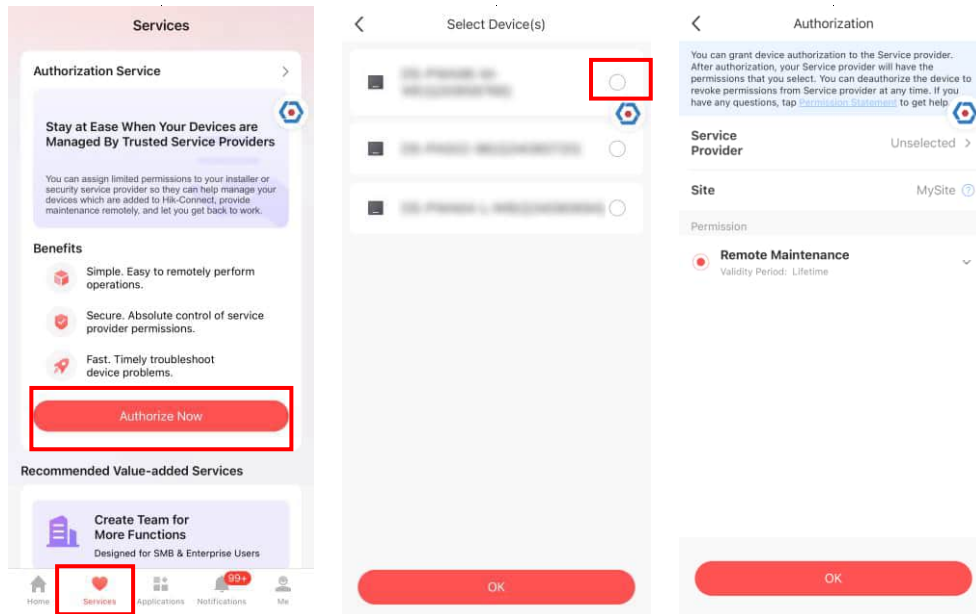 Services
Authorization Service
Stay at Ease When Your Devices are
Managed By Trusted Service Providers
You can assign limited permissions to your installer or
security service provider so they can help manage your
devices which are added to Hik-Connect, provide
maintenance remotely, and let you get back to work.
Benefits
Simple. Easy to remotely perform
operations.
Secure. Absolute control of service
provider permissions.
Fast. Timely troubleshoot
device problems.
Authorize Now
Recommended Value-added Services
Create Team for
More Functions
Designed for SMB & Enterprise Users
99+
Home
Services
Applications
Notifications
Me
Select Device(s)
OK
Authorization
You can grant device authorization to the Service provider.
After authorization, your Service provider will have the
permissions that you select. You can deauthorize the device to
revoke permissions from Service provider at any time. If you
have any questions, tap Permission Statement to get help.
Service
Provider
Unselected
Site
MySite
Permission
Remote Maintenance
Validity Period: Lifetime
OK